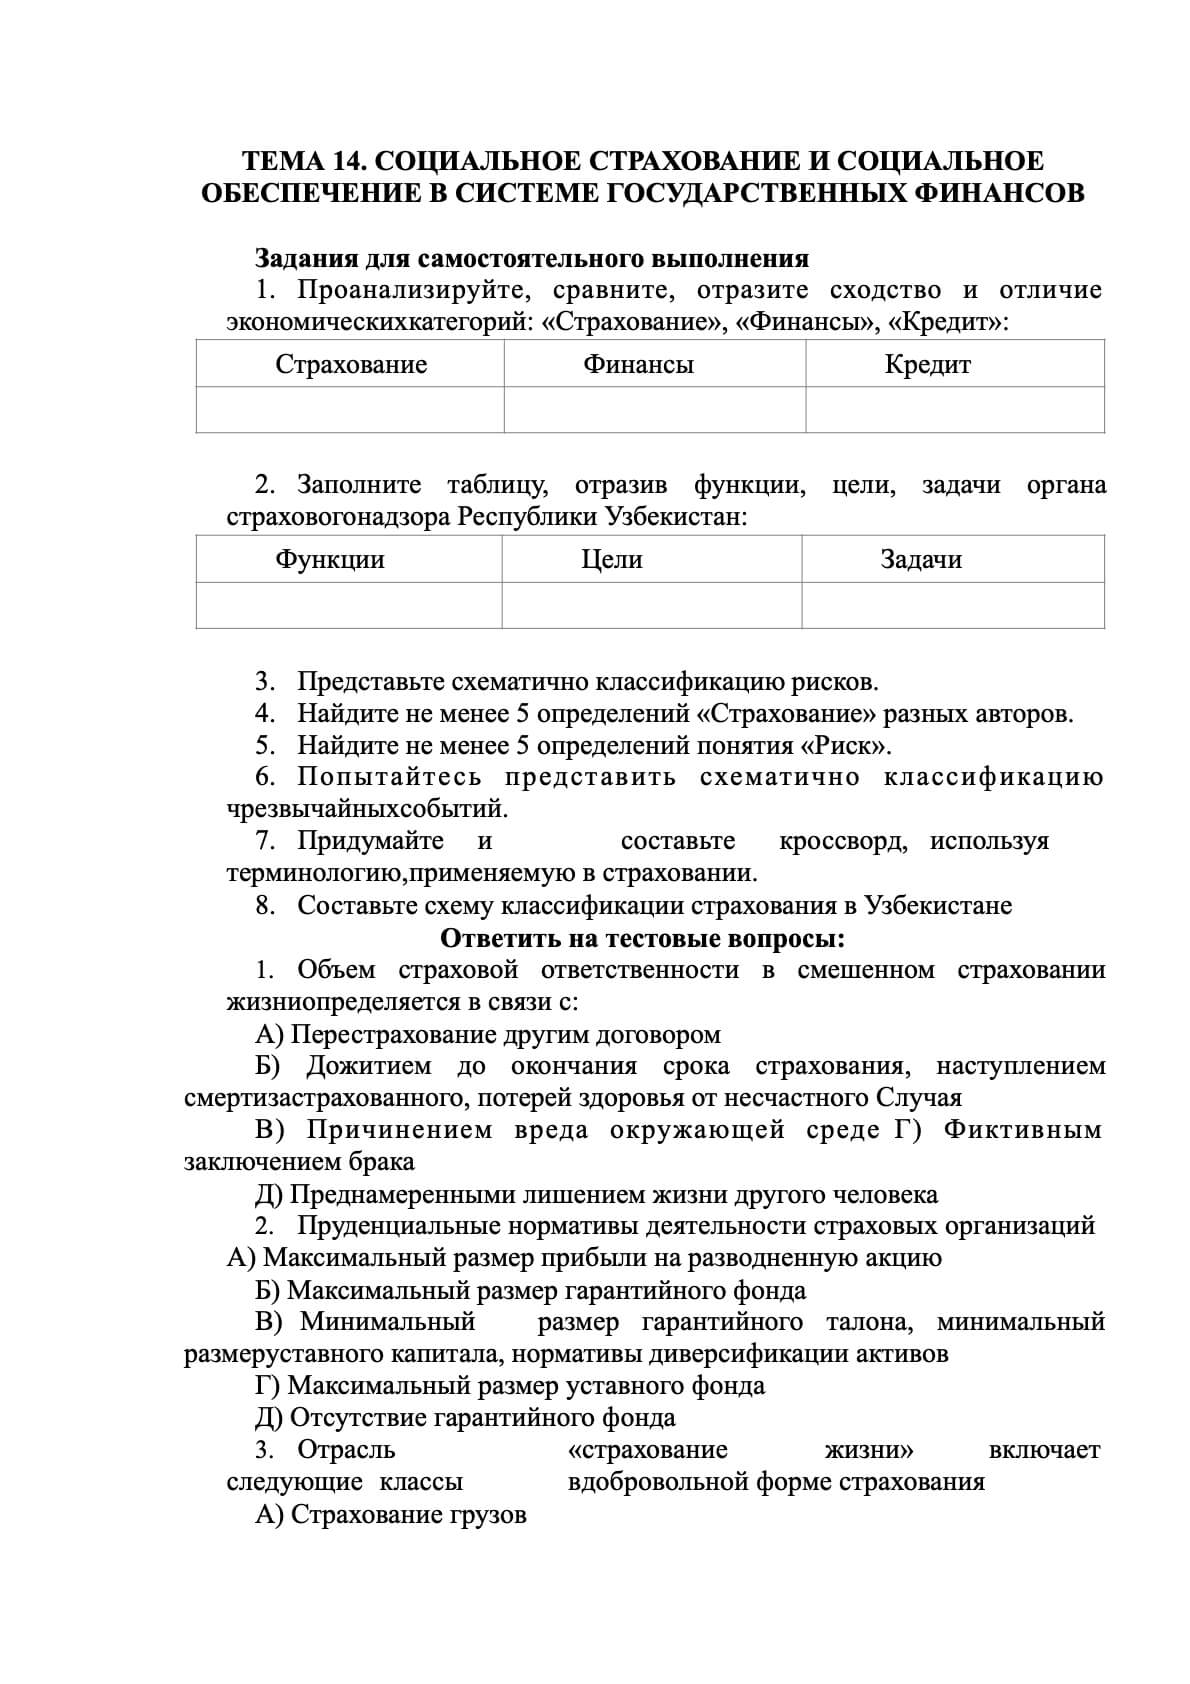 ТЕМА 14. СОЦИАЛЬНОЕ СТРАХОВАНИЕ И СОЦИАЛЬНОЕ
ОБЕСПЕЧЕНИЕ В СИСТЕМЕ ГОСУДАРСТВЕННЫХ ФИНАНСОВ
Задания для самостоятельного выполнения
1. Проанализируйте, сравните, отразите сходство и отличие
экономическихкатегорий: «Страхование», «Финансы», «Кредит»:
Страхование Финансы Кредит
2. Заполните таблицу, отразив функции, цели, задачи органа
страховогонадзора Республики Узбекистан:
Функции Цели Задачи
3. Представьте схематично классификацию рисков.
4. Найдите не менее 5 определений «Страхование» разных авторов.
5. Найдите не менее 5 определений понятия «Риск».
6. Попытайтесь представить схематично классификацию
чрезвычайныхсобытий.
7. Придумайте и составьте кроссворд, используя
терминологию,применяемую в страховании.
8. Составьте схему классификации страхования в Узбекистане
Ответить на тестовые вопросы:
1. Объем страховой ответственности в смешенном страховании
жизниопределяется в связи с:
А) Перестрахование другим договором
Б) Дожитием до окончания срока страхования, наступлением
смертизастрахованного, потерей здоровья от несчастного Случая
В) Причинением вреда окружающей среде Г) Фиктивным
заключением брака
Д) Преднамеренными лишением жизни другого человека
2. Пруденциальные нормативы деятельности страховых организаций
А) Максимальный размер прибыли на разводненную акцию
Б) Максимальный размер гарантийного фонда
В) Минимальный размер гарантийного талона, минимальный
размеруставного капитала, нормативы диверсификации активов
Г) Максимальный размер уставного фонда
Д) Отсутствие гарантийного фонда
3. Отрасль «страхование жизни» включает
следующие классы вдобровольной форме страхования
А) Страхование грузов